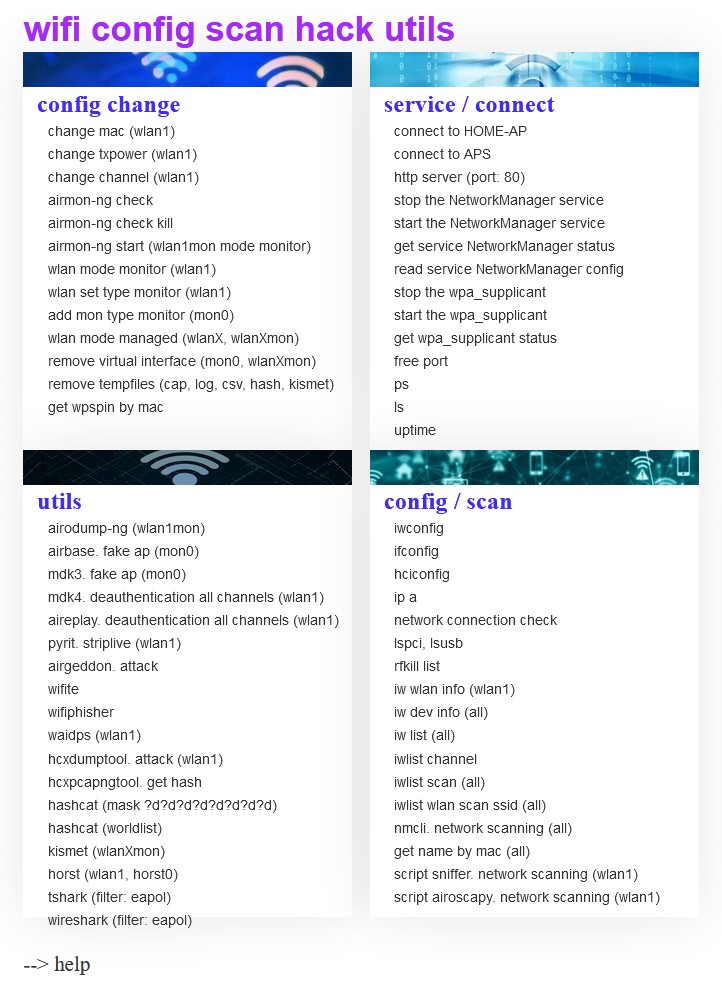 wifi config scan hack utils
config change
change mac (wlan1)
change txpower (wlan1)
change channel (wlan1)
airmon-ng check
airmon-ng check kill
airmon-ng start (wlan1mon mode monitor)
wlan mode monitor (wlan1)
wlan set type monitor (wlan1)
add mon type monitor (mon0)
wlan mode managed (wlanX, wlanXmon)
remove virtual interface (mon0, wlanXmon)
remove tempfiles (cap, log, csv, hash, kismet)
get wpspin by mac
service / connect
connect to HOME-AP
connect to APS
http server (port: 80)
stop the NetworkManager service
start the NetworkManager service
get service NetworkManager status
read service NetworkManager config
stop the wpa_supplicant
start the wpa_supplicant
get wpa_supplicant status
free port
ps
ls
uptime
utils
airodump-ng (wlan1mon)
airbase. fake ap (mon0)
mdk3. fake ap (mon0)
mdk4. deauthentication all channels (wlan1)
aireplay. deauthentication all channels (wlan1)
pyrit. striplive (wlan1)
airgeddon. attack
wifite
wifiphisher
waidps (wlan1)
hcxdumptool. attack (wlan1)
hcxpcapngtool. get hash
hashcat (mask ?d?d?d?d?d?d?d?d)
hashcat (worldlist)
kismet (wlanXmon)
horst (wlan1, horst0)
tshark (filter: eapol)
wireshark (filter: eapol)
config / scan
iwconfig
ifconfig
hciconfig
ip a
network connection check
lspci, lsusb
rfkill list
iw wlan info (wlan1)
iw dev info (all)
iw list (all)
iwlist channel
iwlist scan (all)
iwlist wlan scan ssid (all)
nmcli. network scanning (all)
get name by mac (all)
script sniffer. network scanning (wlan1)
script airoscapy. network scanning (wlan1)
--> help